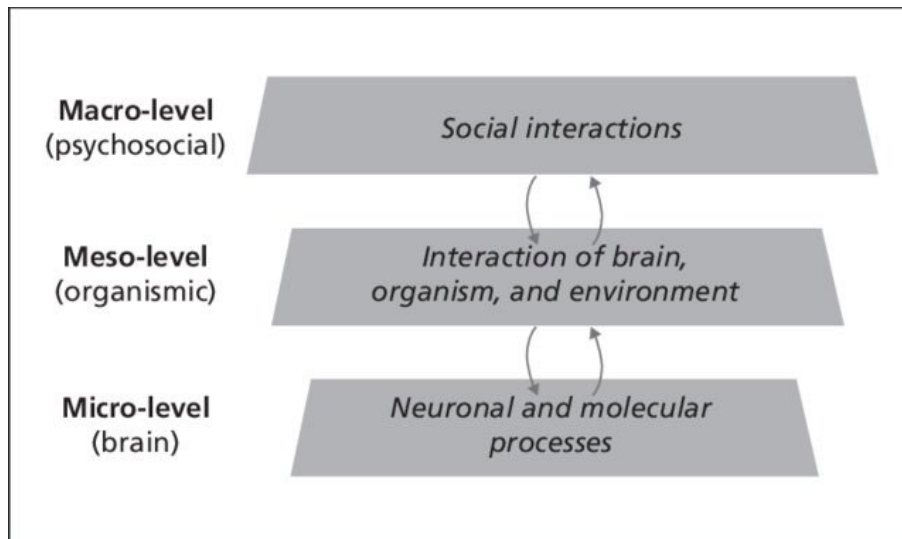 Macro-level
(psychosocial)
Social interactions
Meso-level
(organismic)
Interaction of brain,
organism, and environment
Micro-level
(brain)
Neuronal and molecular
processes